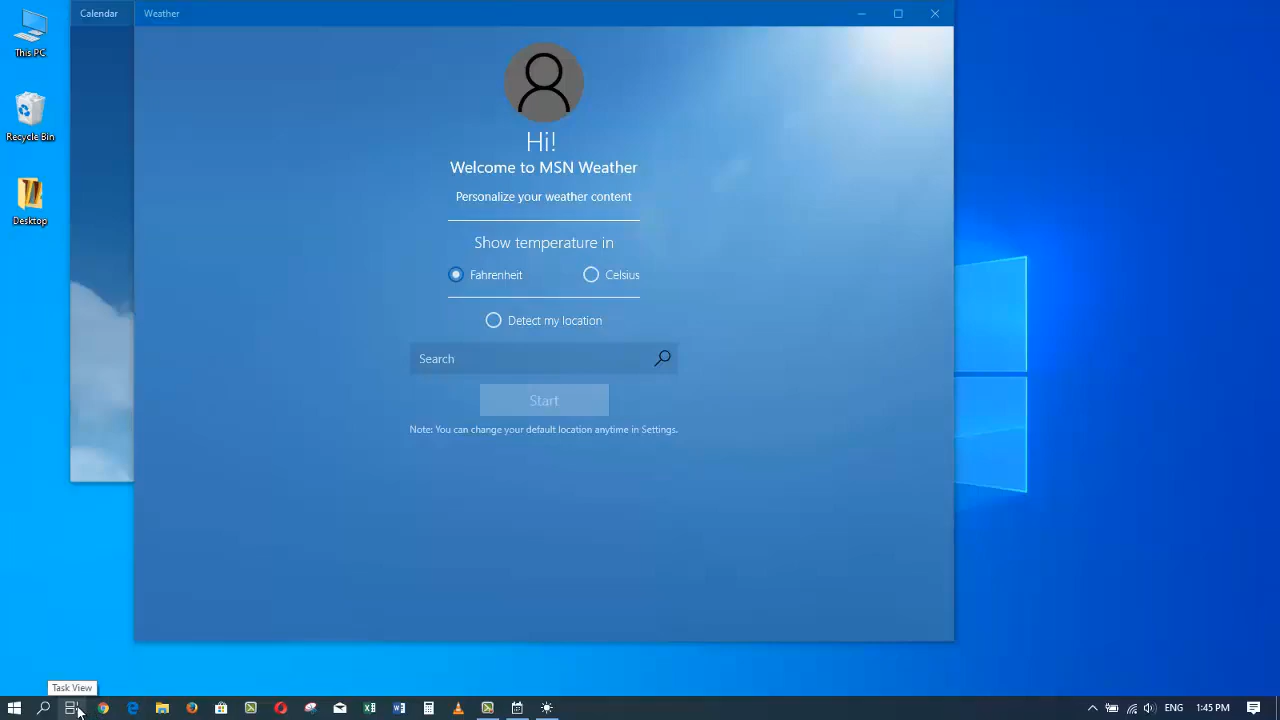 Calendar
Weather
This PC
Recycle Bin
Desktop
Hi!
Welcome to MSN Weather
Personalize your weather content
Show temperature in
Fahrenheit
Celsius
Detect my location
Search
Start
Note: You can change your default location anytime in Settings.
Task View
ENG
1:45 PM